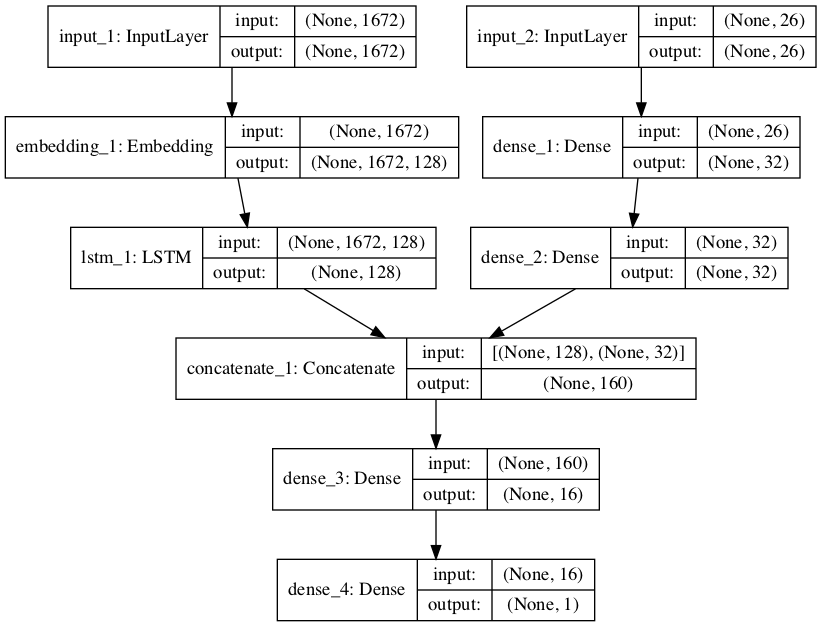 input_1: InputLayer
input: (None, 1672)
output: (None, 1672)
input_2: InputLayer
input: (None, 26)
output: (None, 26)
embedding_1: Embedding
input: (None, 1672)
output: (None, 1672, 128)
dense_1: Dense
input: (None, 26)
output: (None, 32)
lstm_1: LSTM
input: (None, 1672, 128)
output: (None, 128)
dense_2: Dense
input: (None, 32)
output: (None, 32)
concatenate_1: Concatenate
input: [(None, 128), (None, 32)]
output: (None, 160)
dense_3: Dense
input: (None, 160)
output: (None, 16)
dense_4: Dense
input: (None, 16)
output: (None, 1)